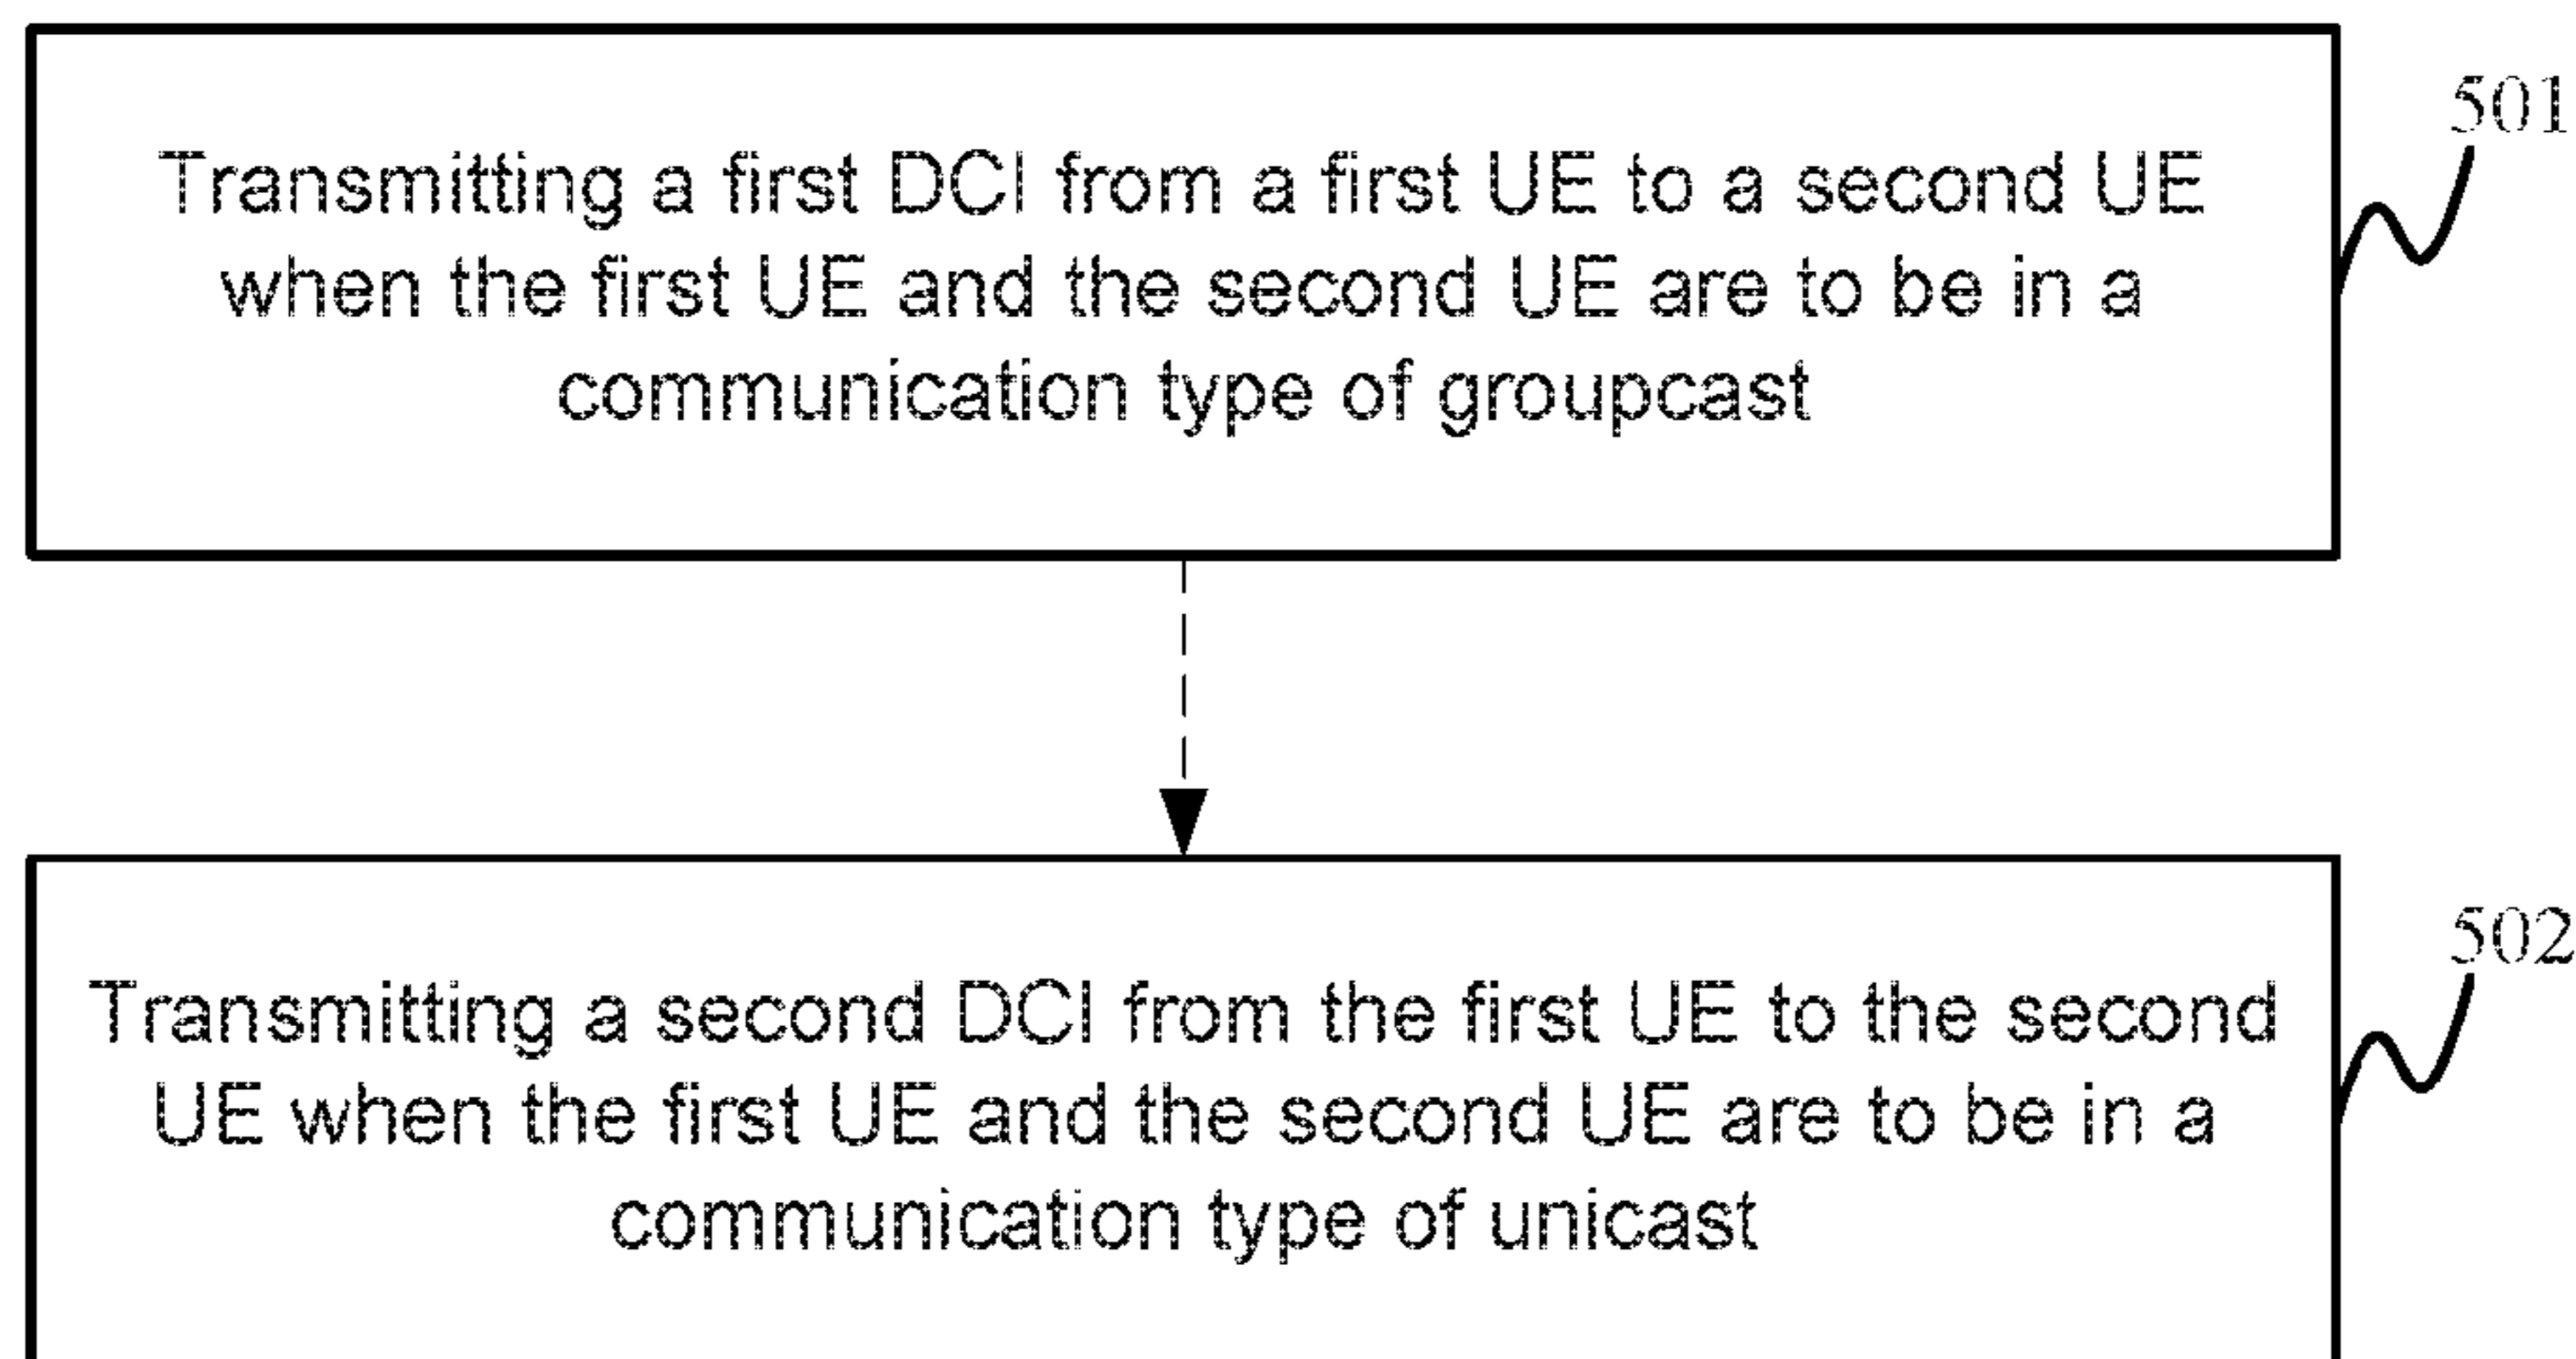 501
Transmitting a first DCI from a first UE to a second UE
when the first UE and the second UE are to be in a
communication type of groupcast
502
Transmitting a second DCI from the first UE to the second
UE when the first UE and the second UE are to be in a
communication type of unicast